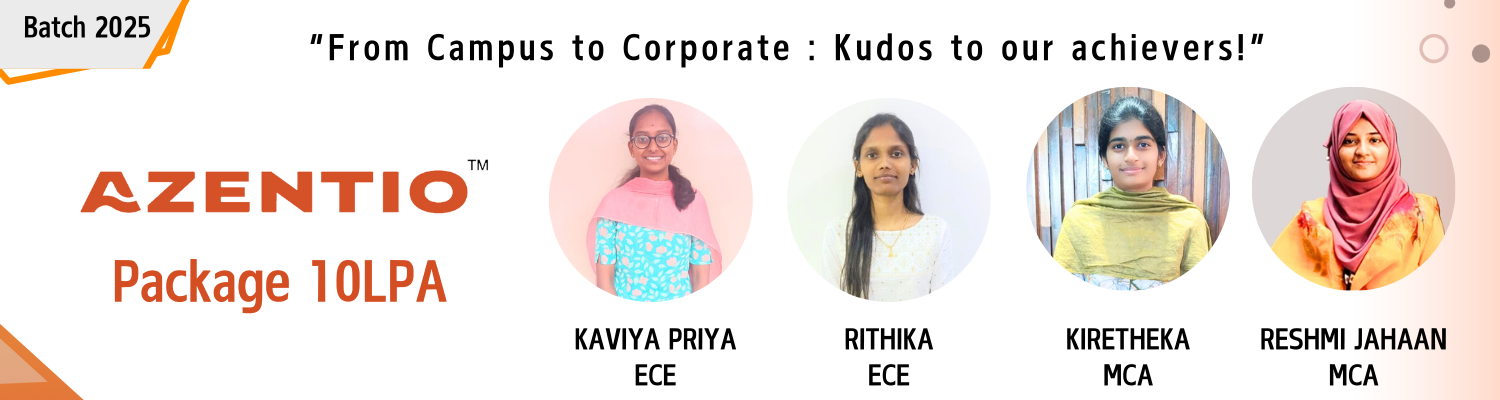 Batch 2025
"From Campus to Corporate : Kudos to our achievers!"
AZENTIO™
Package 10LPA
KAVIYA PRIYA
ECE
RITHIKA
ECE
KIRETHEKA
MCA
RESHMI JAHAAN
MCA